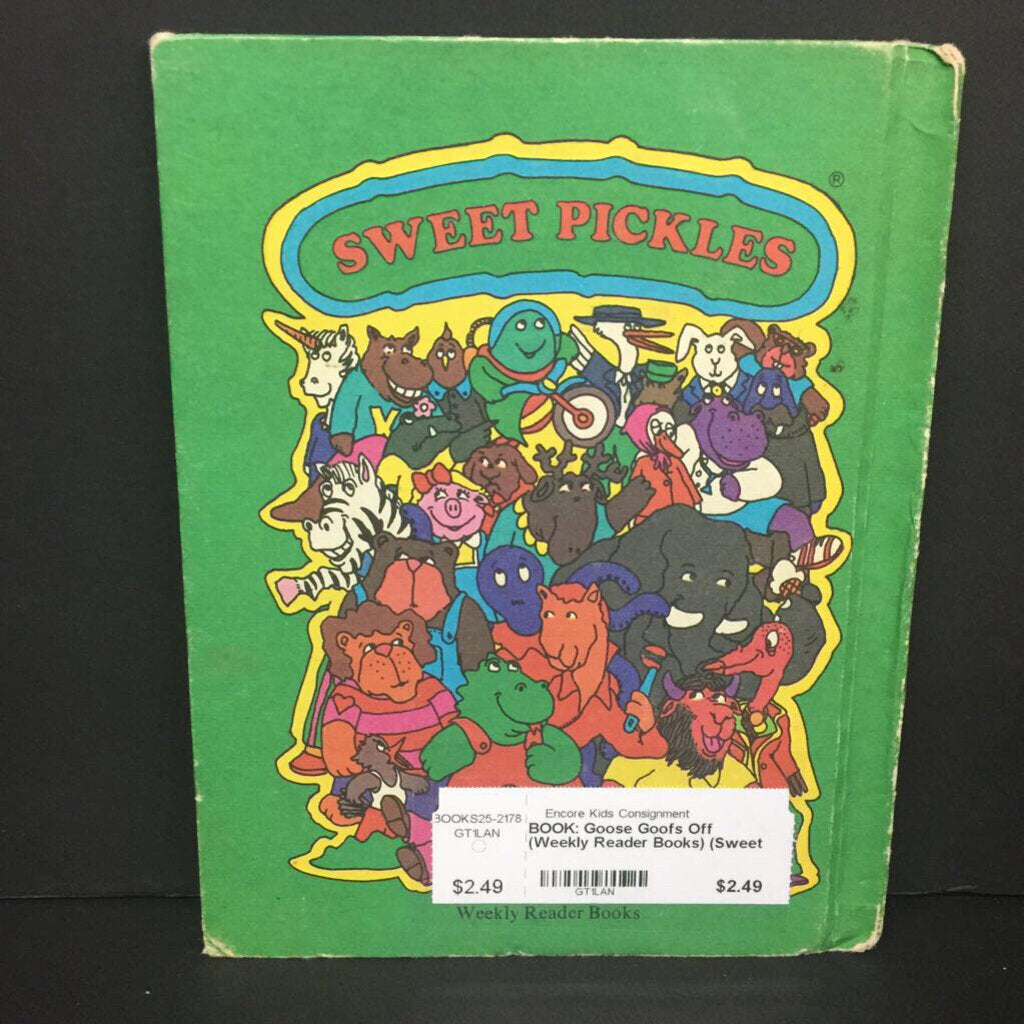 SWEET PICKLES ®
BOOKS25-2178
GT1LAN
$2.49
Encore Kids Consignment
BOOK: Goose Goofs Off
(Weekly Reader Books) (Sweet
GT1LAN
$2.49
Weekly Reader Books